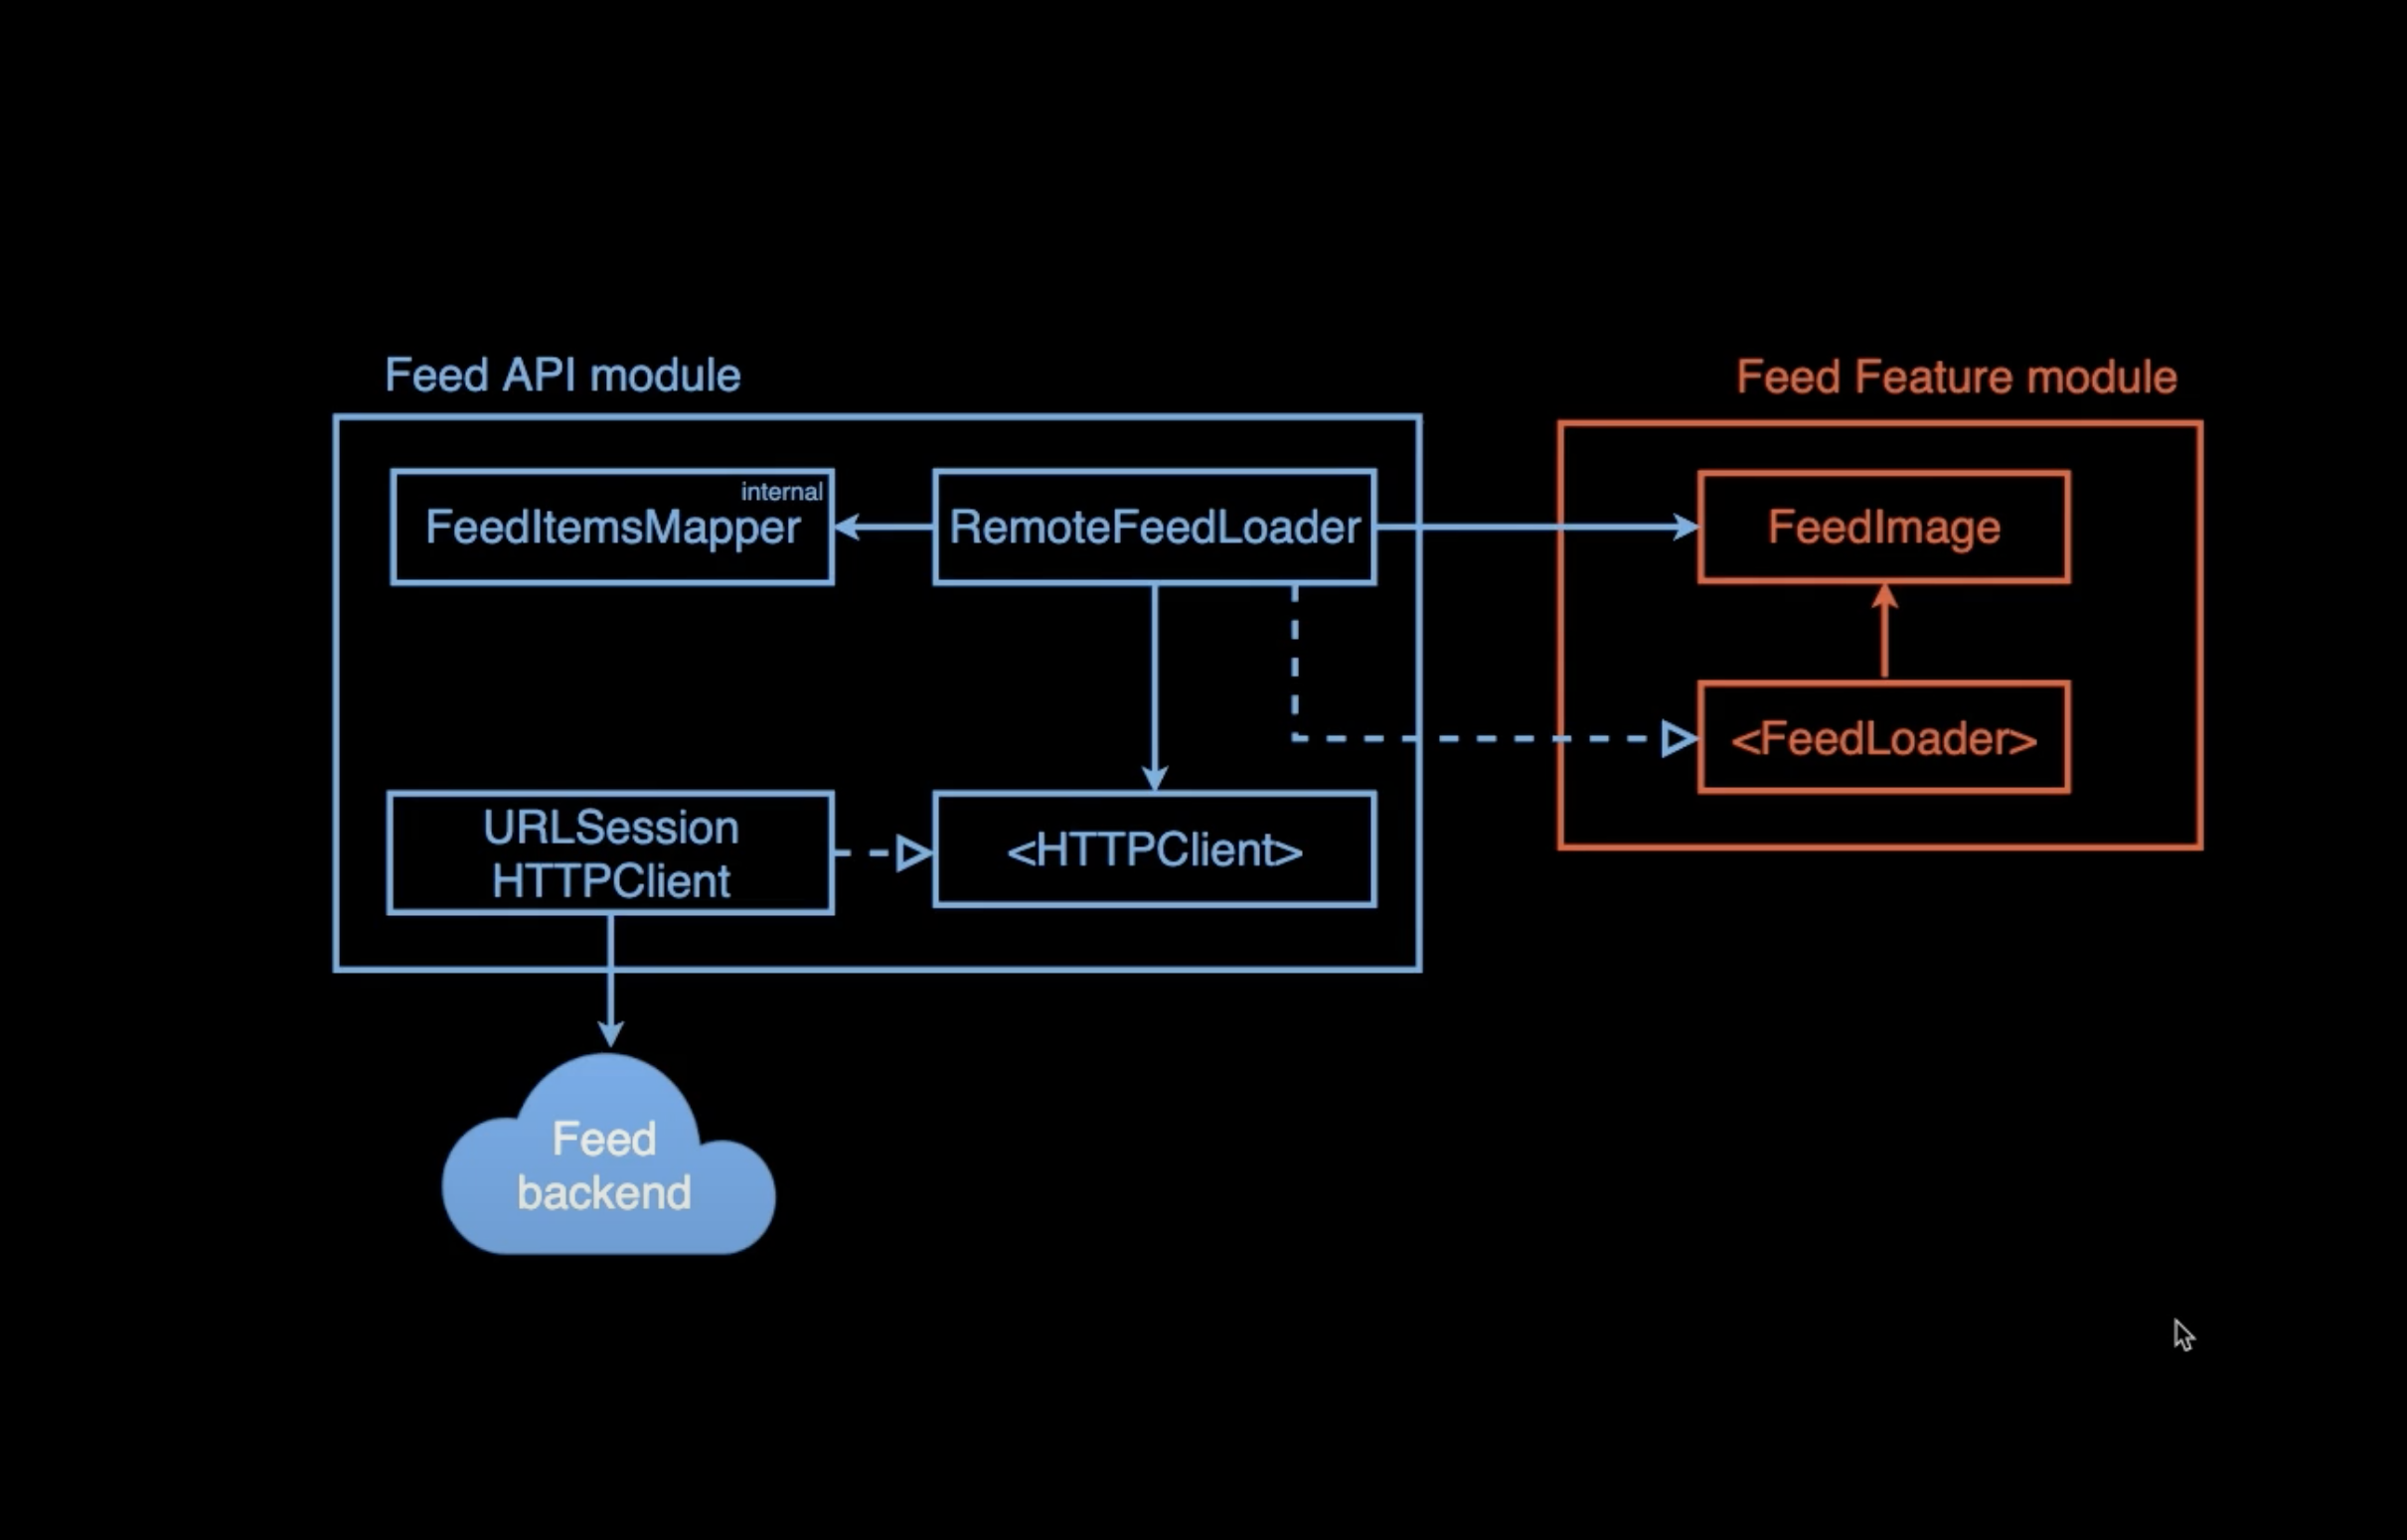 Feed API module
Feed Feature module
internal
FeedItemsMapper
RemoteFeedLoader
FeedImage
<FeedLoader>
URLSession
HTTPClient
<HTTPClient>
Feed
backend